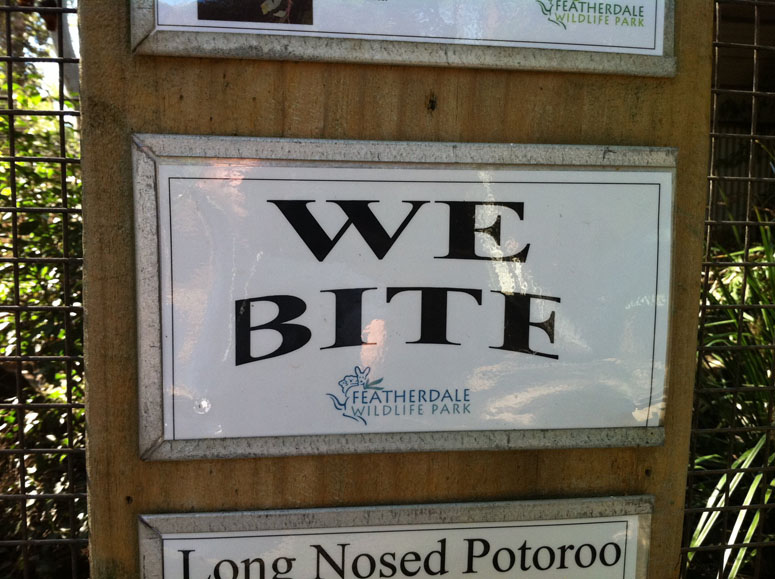 FEATHERDALE
WILDLIFE PARK
WE
BITE
FEATHERDALE
WILDLIFE PARK
Long Nosed Potoroo